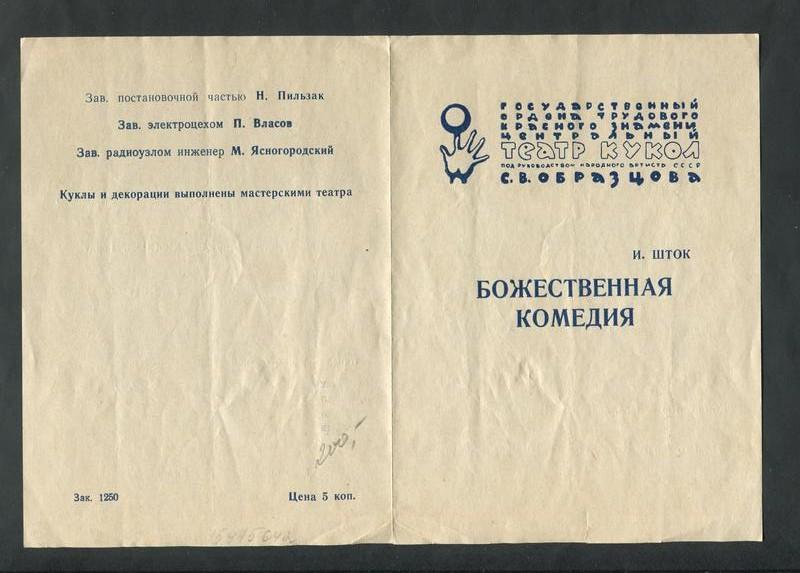 Зав. постановочной частью Н. Пильзак
Зав. электроцехом П. Власов
Зав. радиоузлом инженер М. Ясногородский
Куклы и декорации выполнены мастерскими театра
200,-
Зак. 1250
Цена 5 коп.
ГОСУДАРСТВЕННЫЙ
ОРДЕНА ТРУДОВОГО
КРАСНОГО ЗНАМЕНИ
ЦЕНТРАЛЬНЫЙ
ТЕАТР КУКОЛ
ПОД РУКОВОДСТВОМ НАРОДНОГО АРТИСТА СССР
С.В. ОБРАЗЦОВА
И. ШТОК
БОЖЕСТВЕННАЯ
КОМЕДИЯ